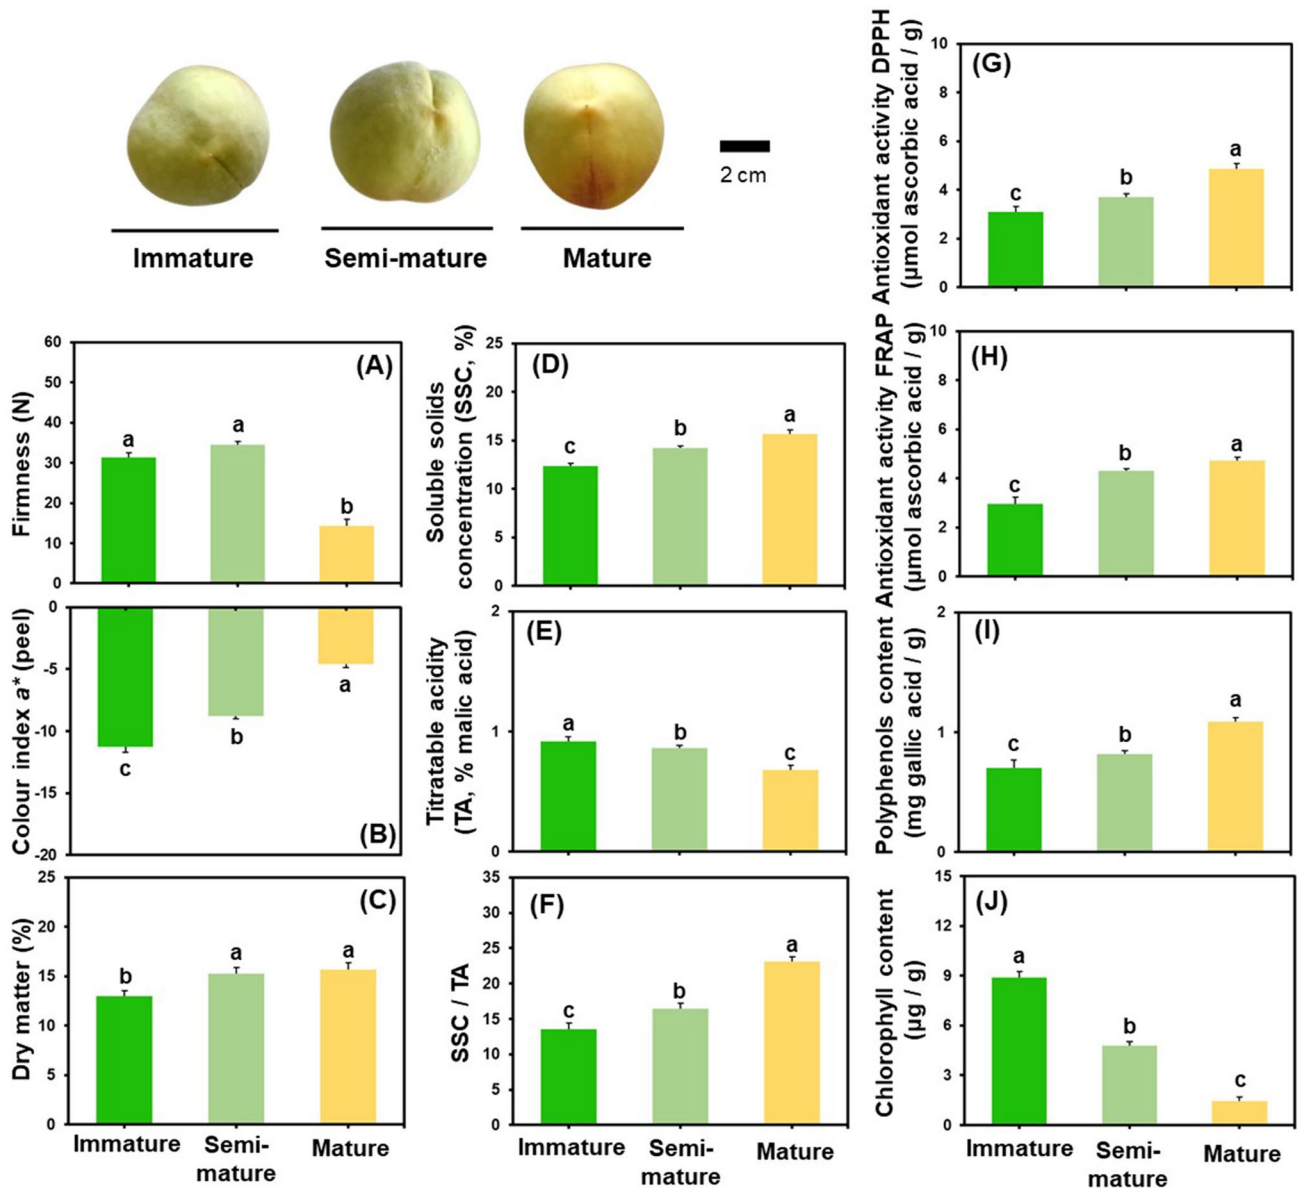 Immature
Semi-mature
Mature
2 cm
(A)
Firmness (N)
60
50
40
30
20
10
0
a
a
b
(B)
Colour index a* (peel)
0
-5
-10
-15
-20
c
b
a
(C)
Dry matter (%)
25
20
15
10
5
0
b
a
a
Immature
Semi-
mature
Mature
(D)
Soluble solids
concentration (SSC, %)
25
20
15
10
5
0
c
b
a
(E)
Titratable acidity
(TA, % malic acid)
2
1
0
a
b
c
(F)
SSC / TA
35
30
25
20
15
10
5
0
c
b
a
Immature
Semi-
mature
Mature
(G)
Antioxidant activity DPPH
(µmol ascorbic acid / g)
10
8
6
4
2
0
c
b
a
(H)
Antioxidant activity FRAP
(µmol ascorbic acid / g)
10
8
6
4
2
0
c
b
a
(I)
Polyphenols content
(mg gallic acid / g)
2
1
0
c
b
a
(J)
Chlorophyll content
(µg / g)
15
12
9
6
3
0
a
b
c
Immature
Semi-
mature
Mature